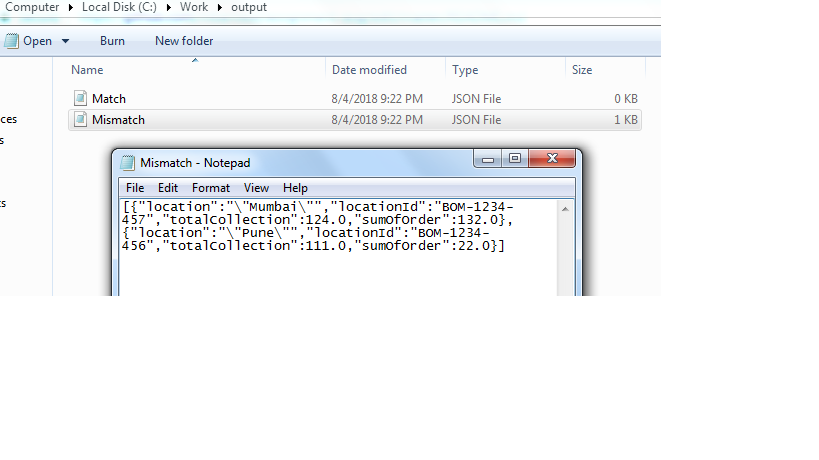 Computer ▸ Local Disk (C:) ▸ Work ▸ output
Open Burn New folder
Name Date modified Type Size
Match 8/4/2018 9:22 PM JSON File 0 KB
Mismatch 8/4/2018 9:22 PM JSON File 1 KB
ces
s
ts
Mismatch - Notepad
File Edit Format View Help
[{"location":"\"Mumbai\"","locationId":"BOM-1234-
457","totalCollection":124.0,"sumOfOrder":132.0},
{"location":"\"Pune\"","locationId":"BOM-1234-
456","totalCollection":111.0,"sumOfOrder":22.0}]